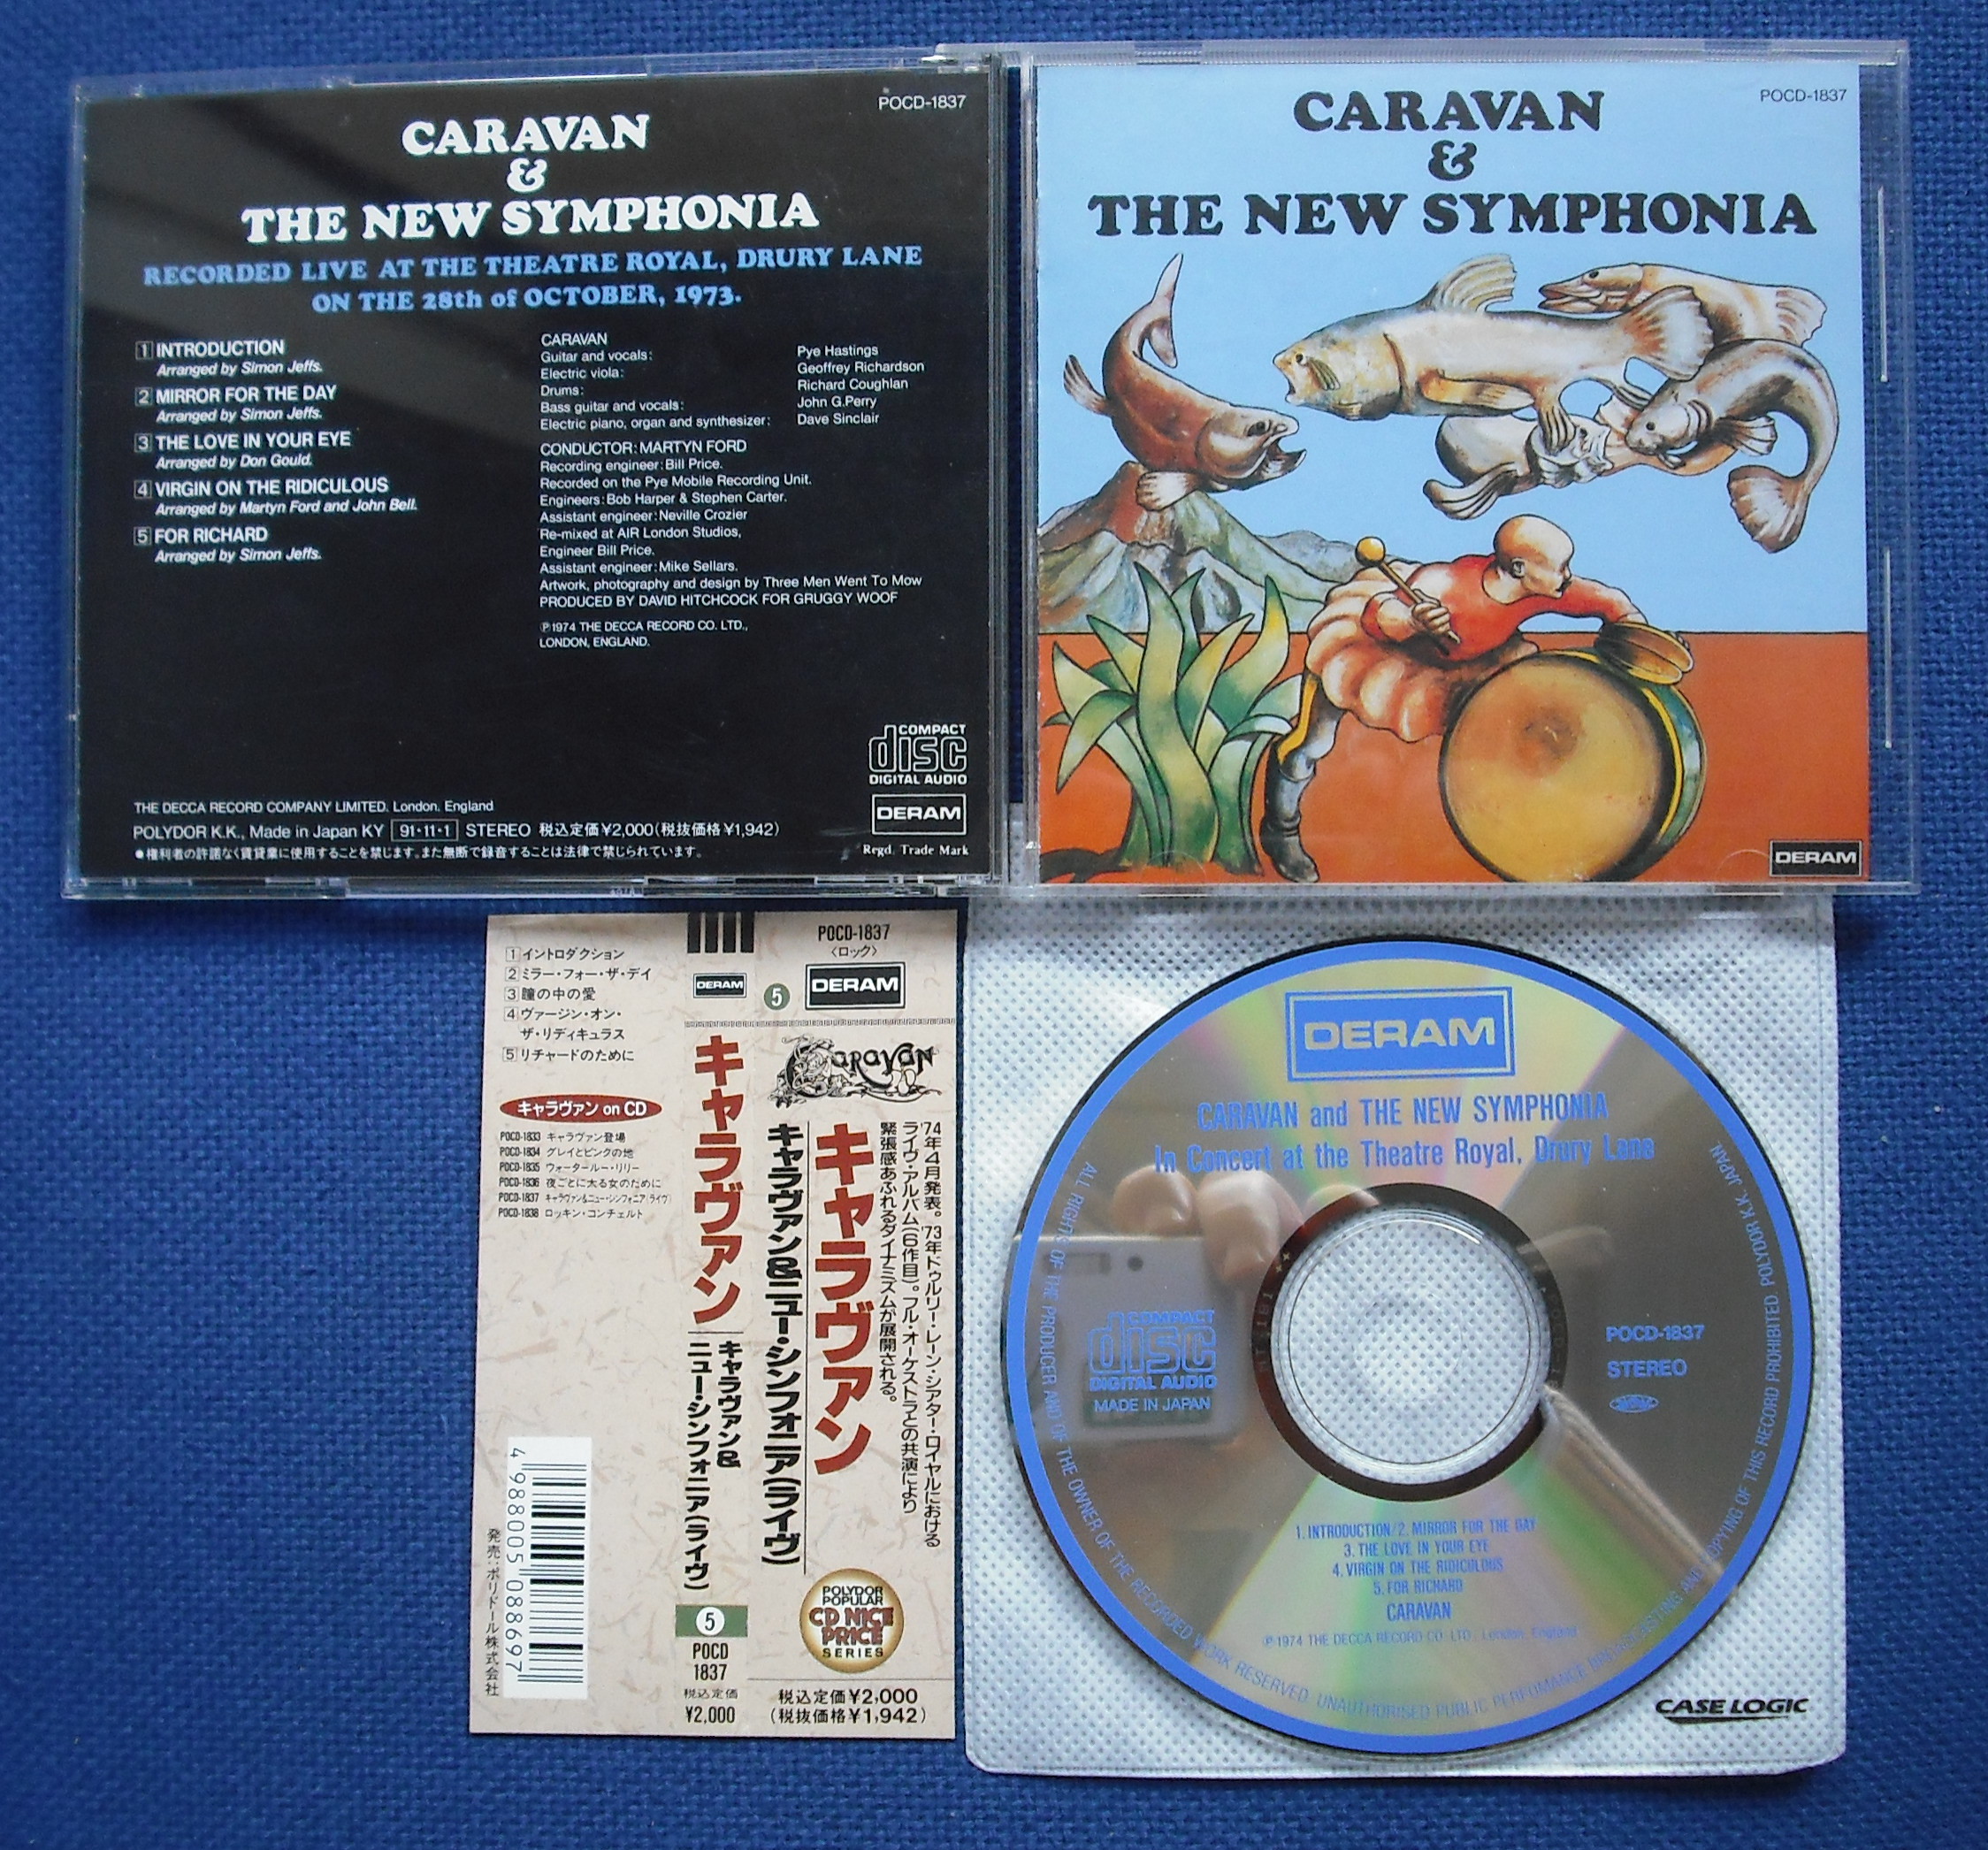 POCD-1837
CARAVAN
&
THE NEW SYMPHONIA
RECORDED LIVE AT THE THEATRE ROYAL, DRURY LANE
ON THE 28th of OCTOBER, 1973.
1 INTRODUCTION
Arranged by Simon Jeffs.
2 MIRROR FOR THE DAY
Arranged by Simon Jeffs.
3 THE LOVE IN YOUR EYE
Arranged by Don Gould.
4 VIRGIN ON THE RIDICULOUS
Arranged by Martyn Ford and John Bell.
5 FOR RICHARD
Arranged by Simon Jeffs.
CARAVAN
Guitar and vocals: Pye Hastings
Electric viola: Geoffrey Richardson
Drums: Richard Coughlan
Bass guitar and vocals: John G.Perry
Electric piano, organ and synthesizer: Dave Sinclair
CONDUCTOR: MARTYN FORD
Recording engineer: Bill Price.
Recorded on the Pye Mobile Recording Unit.
Engineers: Bob Harper & Stephen Carter.
Assistant engineer: Neville Crozier
Re-mixed at AIR London Studios,
Engineer Bill Price.
Assistant engineer: Mike Sellars.
Artwork, photography and design by Three Men Went To Mow
PRODUCED BY DAVID HITCHCOCK FOR GRUGGY WOOF
℗1974 THE DECCA RECORD CO. LTD.,
LONDON, ENGLAND.
COMPACT
disc
DIGITAL AUDIO
DERAM
Regd. Trade Mark
THE DECCA RECORD COMPANY LIMITED. London. England
POLYDOR K.K., Made in Japan KY 91·11·1 STEREO 税込定価¥2,000(税抜価格¥1,942)
●権利者の許諾なく賃貸業に使用することを禁じます。また無断で録音することは法律で禁じられています。
POCD-1837
CARAVAN
&
THE NEW SYMPHONIA
DERAM
1 イントロダクション
2 ミラー・フォー・ザ・デイ
3 瞳の中の愛
4 ヴァージン・オン・
ザ・リディキュラス
5 リチャードのために
キャラヴァン on CD
POCD-1833 キャラヴァン登場
POCD-1834 グレイとピンクの地
POCD-1835 ウォータールー・リリー
POCD-1836 夜ごとに太る女のために
POCD-1837 キャラヴァン&ニュー・シンフォニア(ライヴ)
POCD-1838 ロッキン・コンチェルト
4 988005 088697
発売:ポリドール株式会社
DERAM
キャラヴァン
キャラヴァン&
ニュー・シンフォニア(ライヴ)
5
POCD
1837
税込定価
¥2,000
POCD-1837
〈ロック〉
5
DERAM
Caravan
'74年4月発表。'73年ドゥルリー・レーン・シアター・ロイヤルにおける
ライヴ・アルバム(6作目)。フル・オーケストラとの共演により
緊張感あふれるダイナミズムが展開される。
キャラヴァン
キャラヴァン&ニュー・シンフォニア(ライヴ)
POLYDOR
POPULAR
CD NICE
PRICE
SERIES
税込定価¥2,000
(税抜価格¥1,942)
DERAM
CARAVAN and THE NEW SYMPHONIA
In Concert at the Theatre Royal, Drury Lane
COMPACT
disc
DIGITAL AUDIO
MADE IN JAPAN
POCD-1837
STEREO
1. INTRODUCTION/2. MIRROR FOR THE DAY
3. THE LOVE IN YOUR EYE
4. VIRGIN ON THE RIDICULOUS
5. FOR RICHARD
CARAVAN
℗1974 THE DECCA RECORD CO. LTD., London, England
ALL RIGHTS OF THE PRODUCER AND OF THE OWNER OF THE RECORDED WORK RESERVED. UNAUTHORISED PUBLIC PERFORMANCE BROADCASTING AND COPYING OF THIS RECORD PROHIBITED. POLYDOR K.K. JAPAN
CASE LOGIC